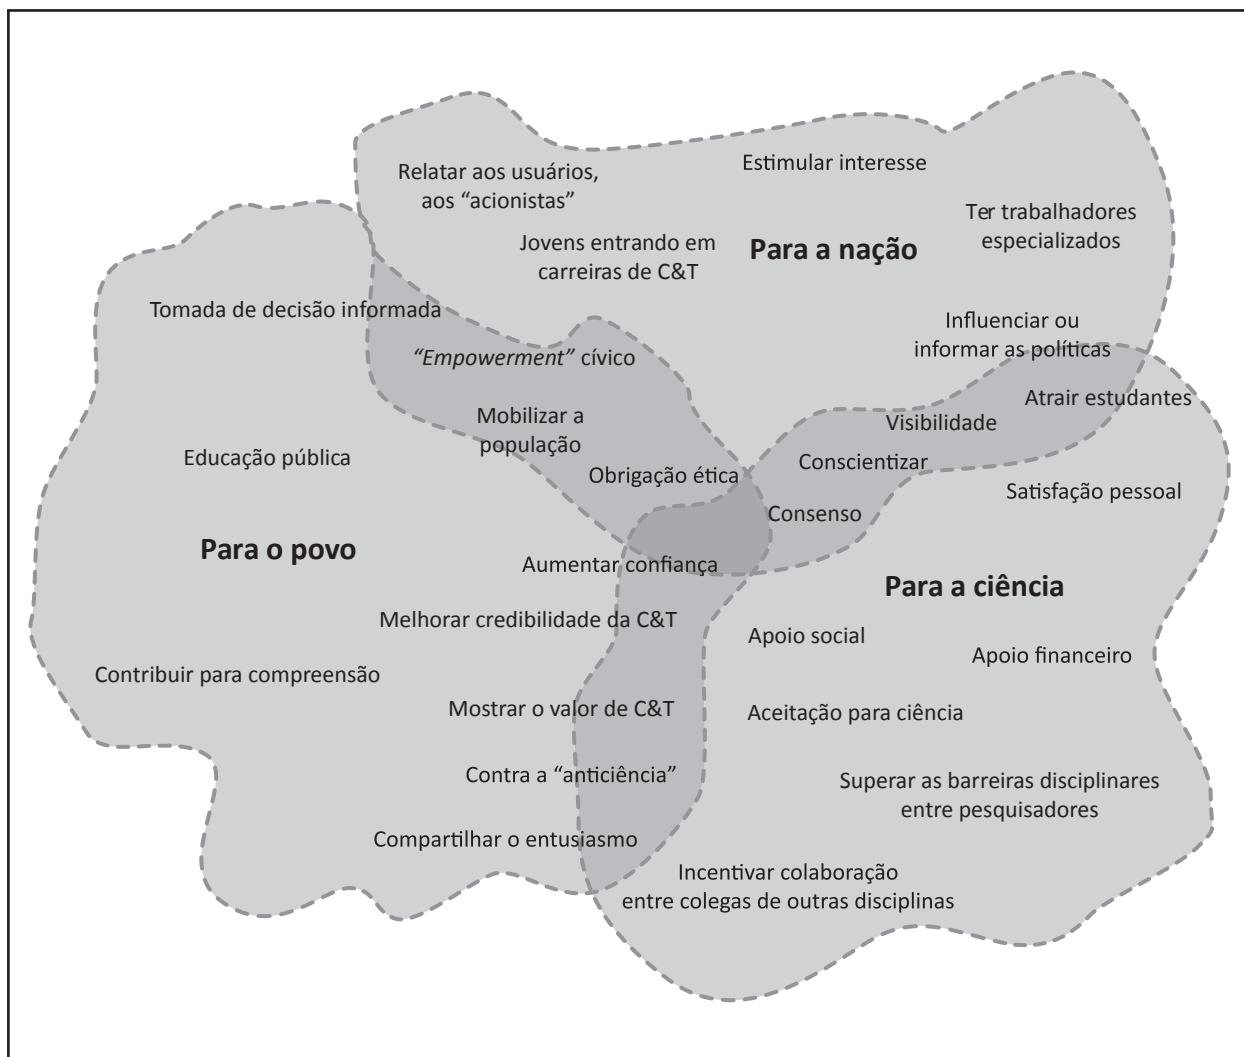 Relatar aos usuários,
aos “acionistas”
Estimular interesse
Ter trabalhadores
especializados
Jovens entrando em
carreiras de C&T
Para a nação
Tomada de decisão informada
Influenciar ou
informar as políticas
“Empowerment” cívico
Atrair estudantes
Mobilizar a
população
Visibilidade
Educação pública
Conscientizar
Obrigação ética
Satisfação pessoal
Consenso
Para o povo
Aumentar confiança
Para a ciência
Melhorar credibilidade da C&T
Apoio social
Apoio financeiro
Contribuir para compreensão
Mostrar o valor de C&T
Aceitação para ciência
Contra a “anticiência”
Superar as barreiras disciplinares
entre pesquisadores
Compartilhar o entusiasmo
Incentivar colaboração
entre colegas de outras disciplinas